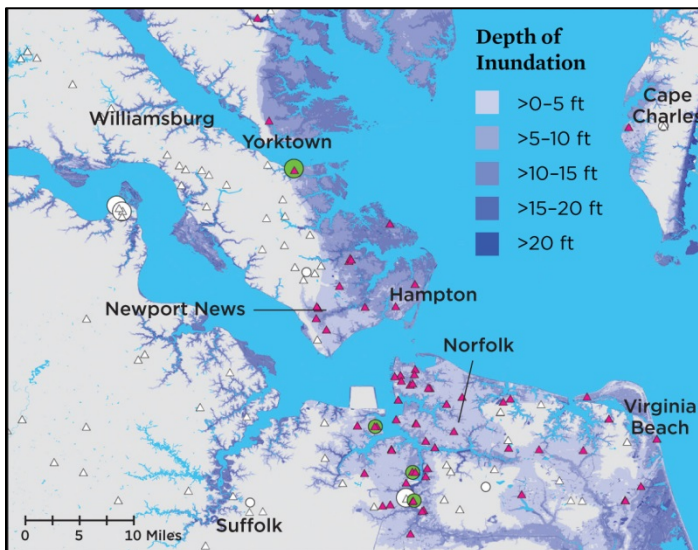 Depth of
Inundation
>0–5 ft
>5–10 ft
>10–15 ft
>15–20 ft
>20 ft
Cape
Charles
Williamsburg
Yorktown
Newport News
Hampton
Norfolk
Virginia
Beach
Suffolk
0 5 10 Miles